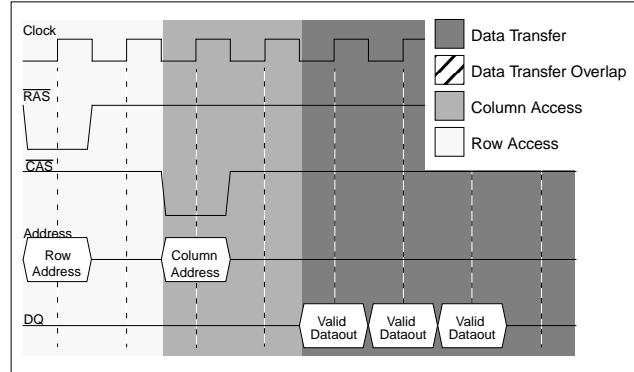 Clock
Data Transfer
Data Transfer Overlap
RAS
Column Access
Row Access
CAS
Address
Row
Address
Column
Address
DQ
Valid
Dataout
Valid
Dataout
Valid
Dataout